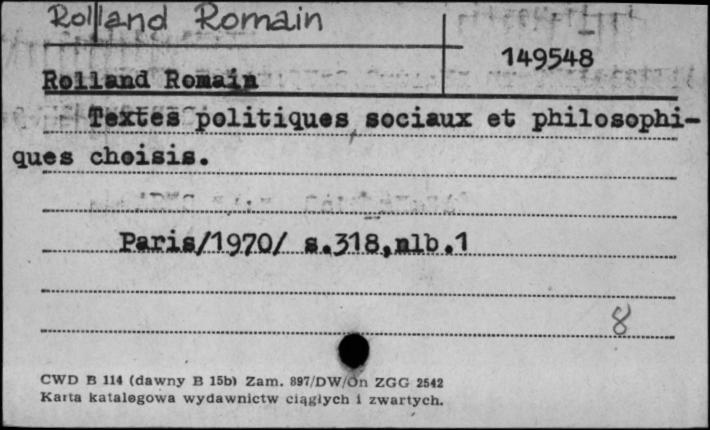 Rolland Romain
149548
Rolland Romain
Textes politiques sociaux et philosophi-
ques choisis.
Paris/1970/ s.318,nlb.1
8
CWD B 114 (dawny B 15b) Zam. 897/DW/On ZGG 2542
Karta katalogowa wydawnictw ciągłych i zwartych.